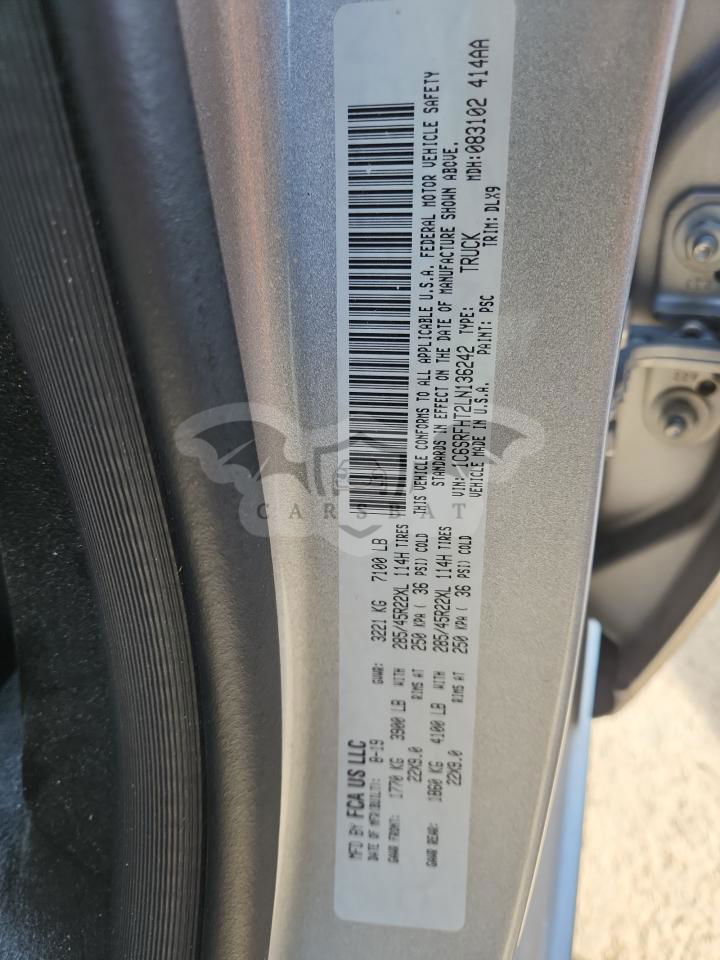 MFD BY FCA US LLC
DATE OF MFR: 8-19 GVWR: 3221 KG 7100 LB
GAWR FRONT: 1770 KG 3900 LB WITH 285/45R22XL 114H TIRES
22X9.0 RIMS AT 250 KPA ( 36 PSI) COLD
GAWR REAR: 1860 KG 4100 LB WITH 285/45R22XL 114H TIRES
22X9.0 RIMS AT 250 KPA ( 36 PSI) COLD
THIS VEHICLE CONFORMS TO ALL APPLICABLE U.S.A. FEDERAL MOTOR VEHICLE SAFETY
STANDARDS IN EFFECT ON THE DATE OF MANUFACTURE SHOWN ABOVE.
VIN: 1C6SRFHT2LN136242 TYPE: TRUCK MDH:083102 414AA
VEHICLE MADE IN U.S.A. PAINT: PSC TRIM: DLX9
CARSBAT